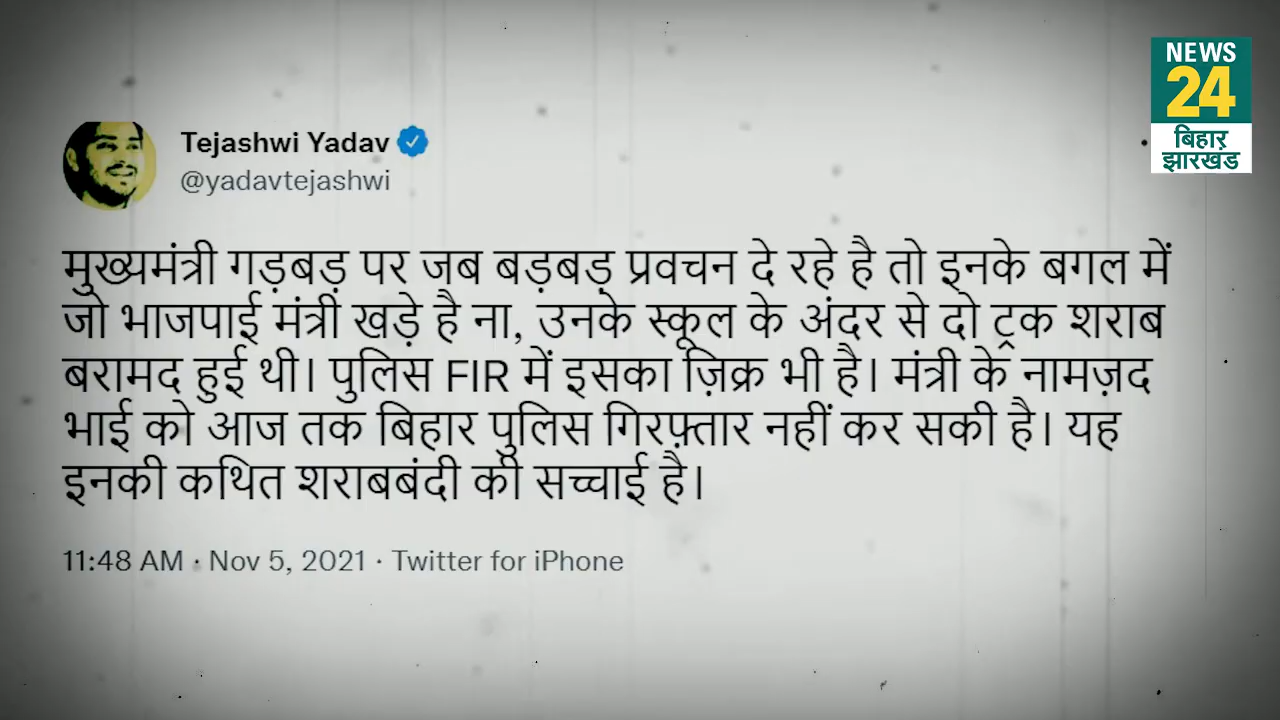 NEWS
24
बिहार
झारखंड
Tejashwi Yadav
@yadavtejashwi
मुख्यमंत्री गड़बड़ पर जब बड़बड़ प्रवचन दे रहे है तो इनके बगल में
जो भाजपाई मंत्री खड़े है ना, उनके स्कूल के अंदर से दो ट्रक शराब
बरामद हुई थी। पुलिस FIR में इसका ज़िक्र भी है। मंत्री के नामज़द
भाई को आज तक बिहार पुलिस गिरफ़्तार नहीं कर सकी है। यह
इनकी कथित शराबबंदी की सच्चाई है।
11:48 AM · Nov 5, 2021 · Twitter for iPhone